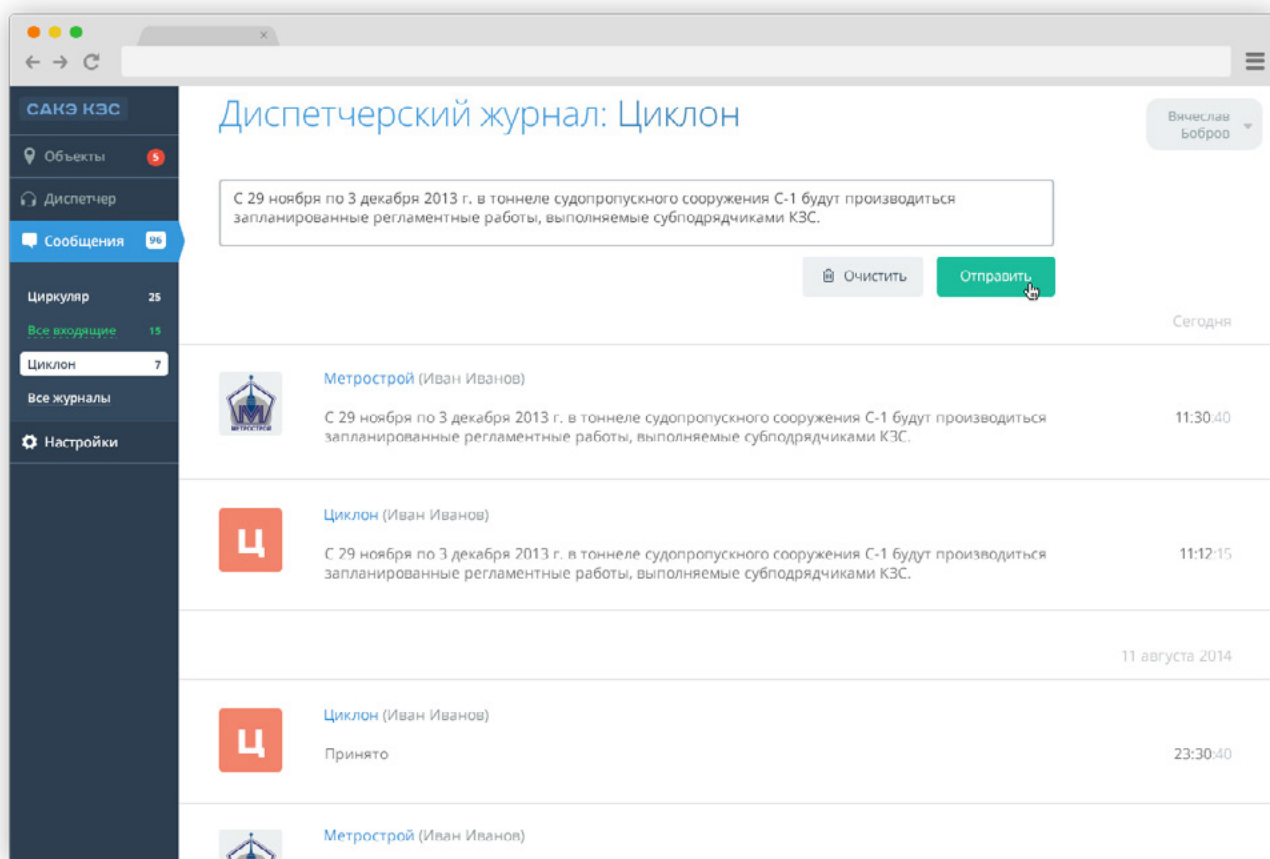 САКЭ КЗС
Объекты 5
Диспетчер
Сообщения 96
Циркуляр 25
Все входящие 15
Циклон 7
Все журналы
Настройки
Диспетчерский журнал: Циклон
Вячеслав
Бобров
С 29 ноября по 3 декабря 2013 г. в тоннеле судопропускного сооружения С-1 будут производиться
запланированные регламентные работы, выполняемые субподрядчиками КЗС.
Очистить
Отправить
Сегодня
МЕТРОСТРОЙ
Метрострой (Иван Иванов)
С 29 ноября по 3 декабря 2013 г. в тоннеле судопропускного сооружения С-1 будут производиться
запланированные регламентные работы, выполняемые субподрядчиками КЗС.
11:30:40
Ц
Циклон (Иван Иванов)
С 29 ноября по 3 декабря 2013 г. в тоннеле судопропускного сооружения С-1 будут производиться
запланированные регламентные работы, выполняемые субподрядчиками КЗС.
11:12:15
11 августа 2014
Ц
Циклон (Иван Иванов)
Принято
23:30:40
Метрострой (Иван Иванов)